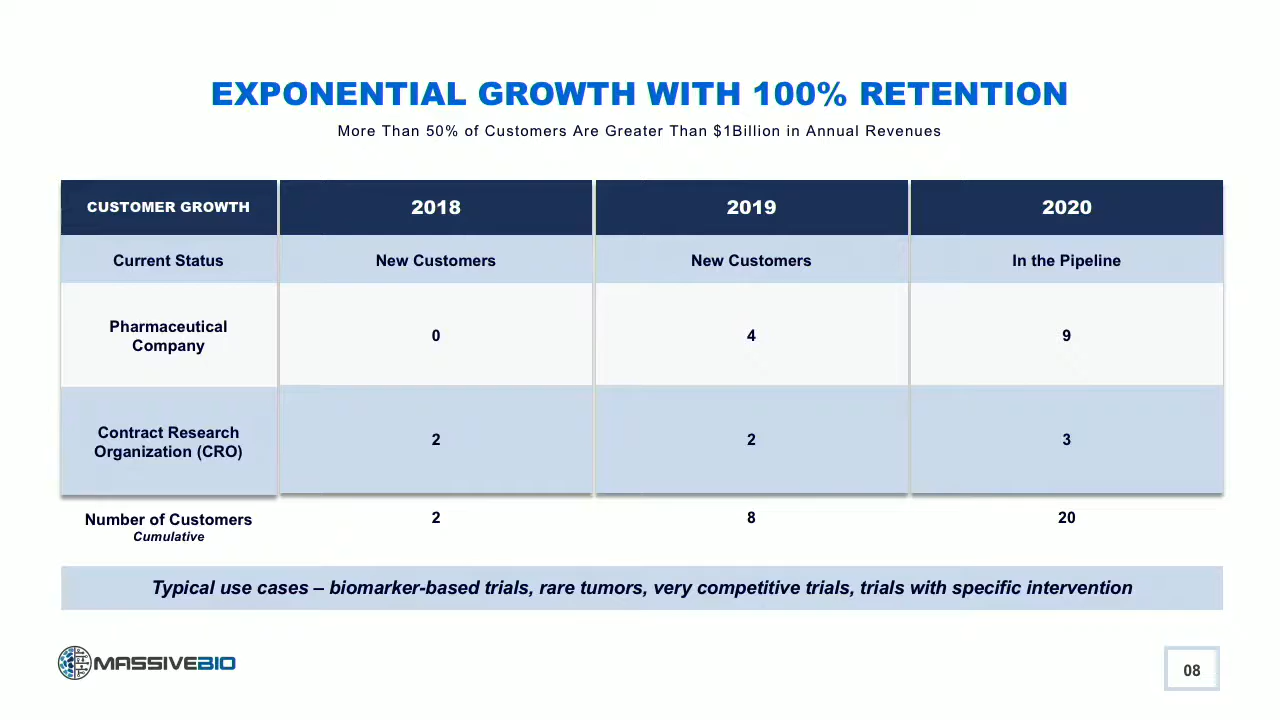 EXPONENTIAL GROWTH WITH 100% RETENTION
More Than 50% of Customers Are Greater Than $1Billion in Annual Revenues
CUSTOMER GROWTH 2018 2019 2020
Current Status New Customers New Customers In the Pipeline
Pharmaceutical
Company 0 4 9
Contract Research
Organization (CRO) 2 2 3
Number of Customers 2 8 20
Cumulative
Typical use cases – biomarker-based trials, rare tumors, very competitive trials, trials with specific intervention
MASSIVEBIO
08